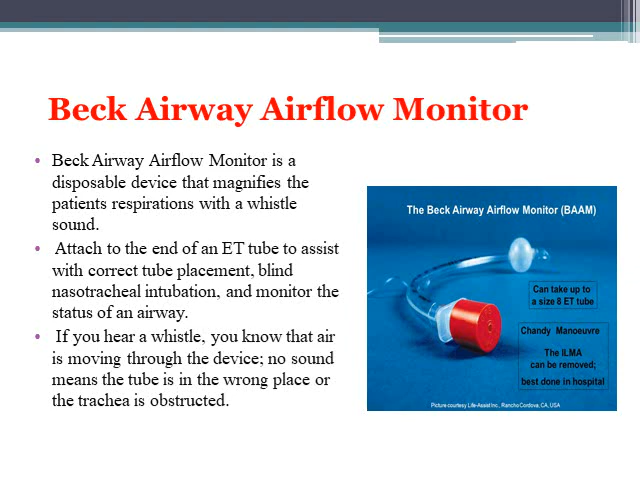 Beck Airway Airflow Monitor
• Beck Airway Airflow Monitor is a
disposable device that magnifies the
patients respirations with a whistle
sound.
• Attach to the end of an ET tube to assist
with correct tube placement, blind
nasotracheal intubation, and monitor the
status of an airway.
• If you hear a whistle, you know that air
is moving through the device; no sound
means the tube is in the wrong place or
the trachea is obstructed.
The Beck Airway Airflow Monitor (BAAM)
Can take up to
a size 8 ET tube
Chandy Manoeuvre
The ILMA
can be removed;
best done in hospital
Picture courtesy Life-Assist Inc., Rancho Cordova, CA, USA